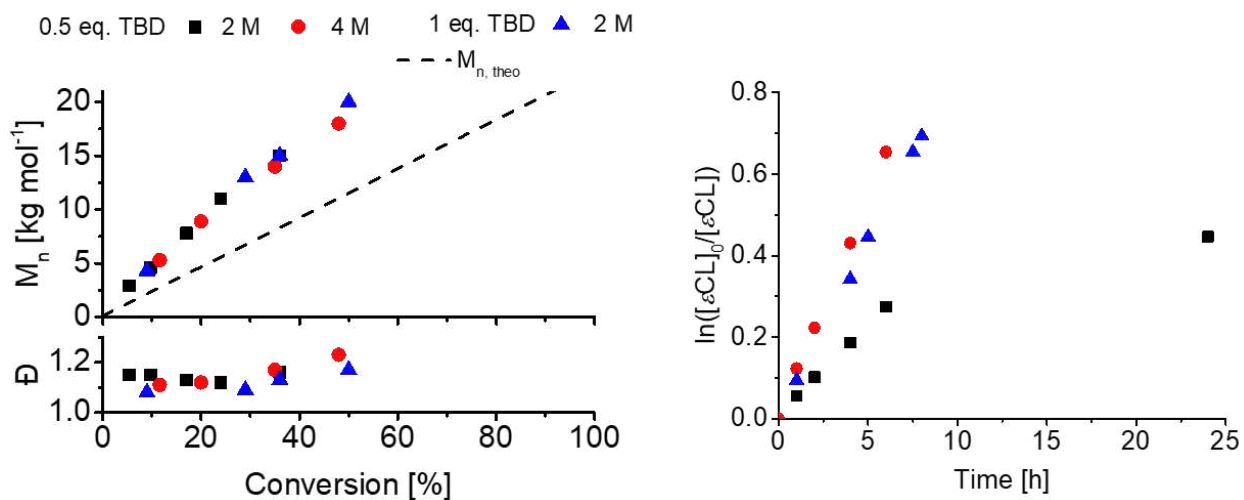 0.5 eq. TBD 2 M 4 M 1 eq. TBD 2 M
M_n, theo
20
15
10
5
0
M_n [kg mol⁻¹]
1.2
1.0
Đ
0 20 40 60 80 100
Conversion [%]
0.8
0.6
0.4
0.2
0.0
ln([εCL]₀/[εCL])
0 5 10 15 20 25
Time [h]